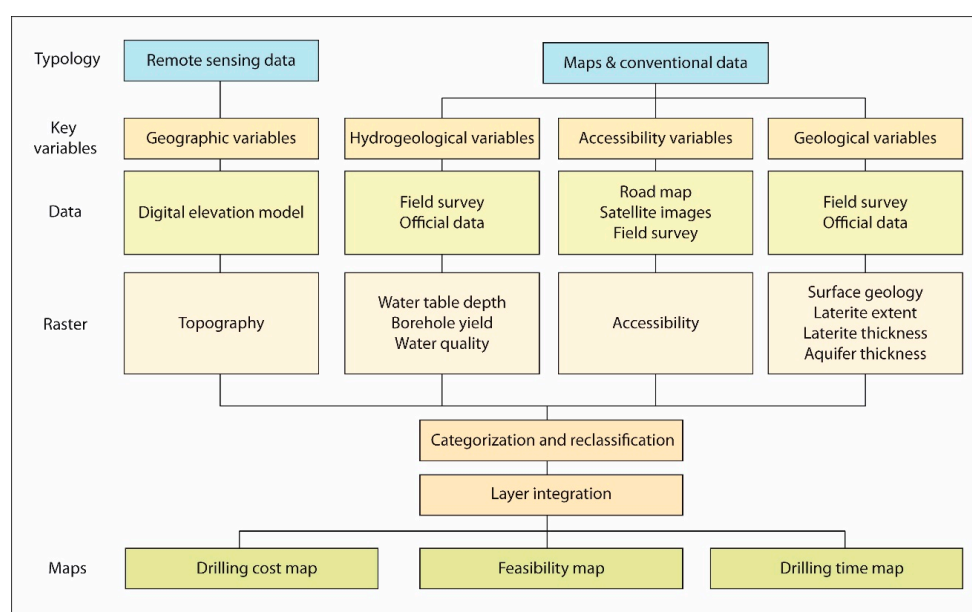 Typology
Remote sensing data
Maps & conventional data
Key
variables
Geographic variables
Hydrogeological variables
Accessibility variables
Geological variables
Data
Digital elevation model
Field survey
Official data
Road map
Satellite images
Field survey
Field survey
Official data
Raster
Topography
Water table depth
Borehole yield
Water quality
Accessibility
Surface geology
Laterite extent
Laterite thickness
Aquifer thickness
Categorization and reclassification
Layer integration
Maps
Drilling cost map
Feasibility map
Drilling time map